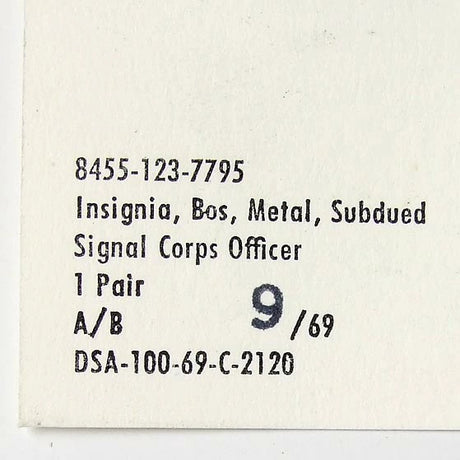 8455-123-7795
Insignia, Bos, Metal, Subdued
Signal Corps Officer
1 Pair
A/B 9/69
DSA-100-69-C-2120